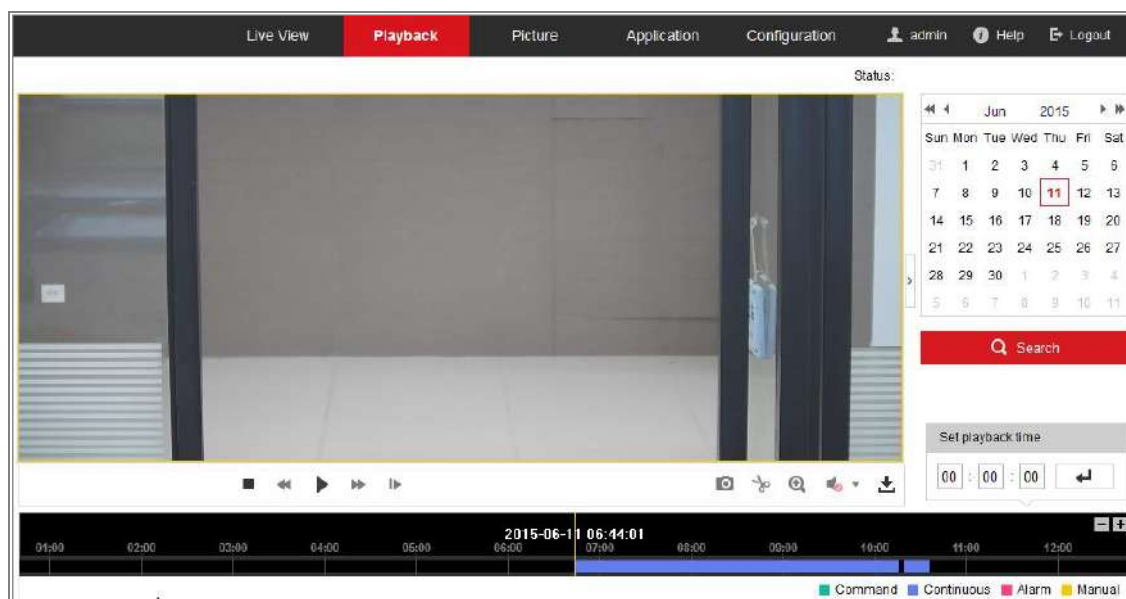 Live View Playback Picture Application Configuration admin Help Logout
Status:
Jun 2015
Sun Mon Tue Wed Thu Fri Sat
31 1 2 3 4 5 6
7 8 9 10 11 12 13
14 15 16 17 18 19 20
21 22 23 24 25 26 27
28 29 30 1 2 3 4
5 6 7 8 9 10 11
Search
Set playback time
00 : 00 : 00
2015-06-11 06:44:01
01:00 02:00 03:00 04:00 05:00 06:00 07:00 08:00 09:00 10:00 11:00 12:00
Command Continuous Alarm Manual